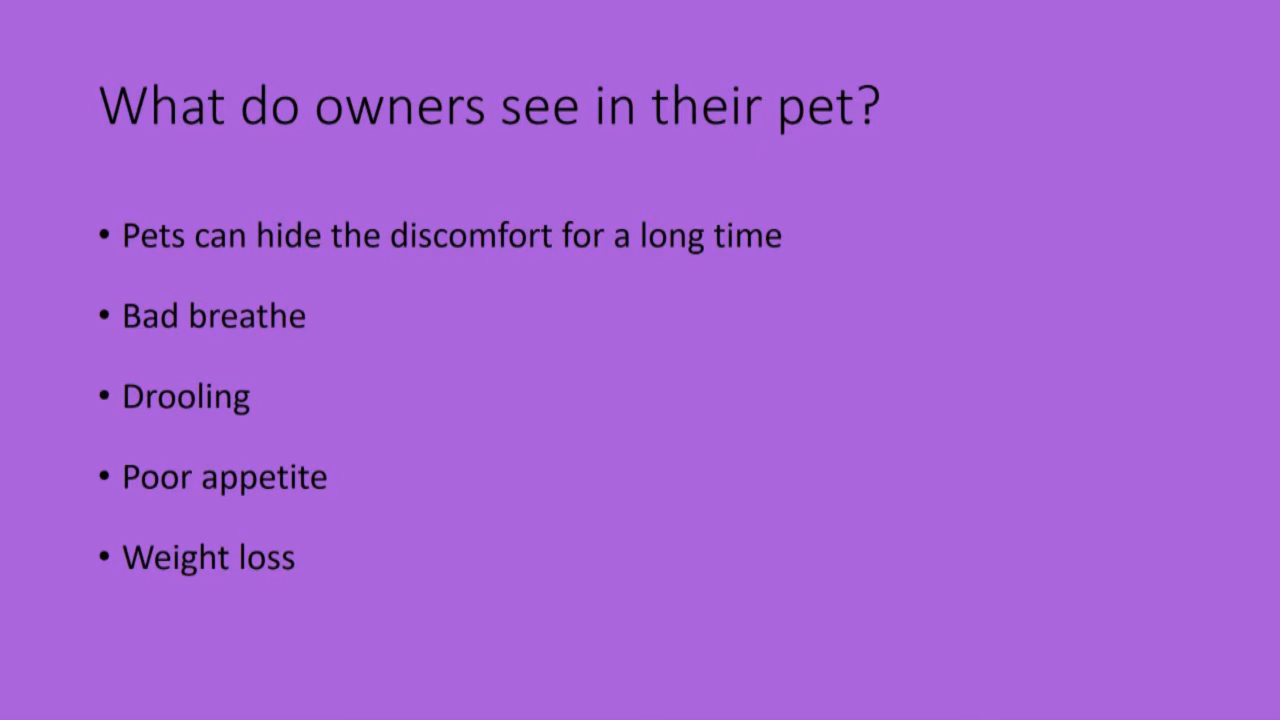 What do owners see in their pet?
• Pets can hide the discomfort for a long time
• Bad breathe
• Drooling
• Poor appetite
• Weight loss